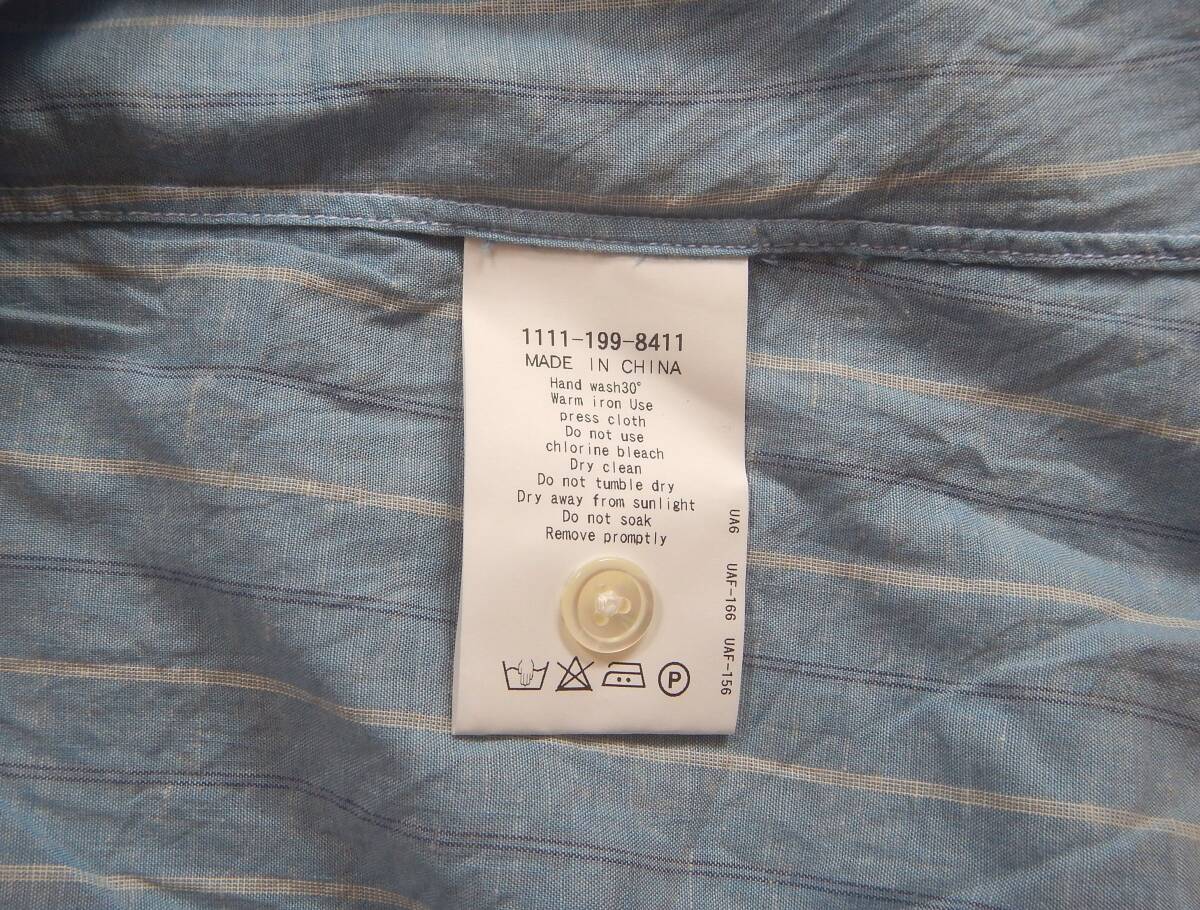 1111-199-8411
MADE IN CHINA
Hand wash30°
Warm iron Use
press cloth
Do not use
chlorine bleach
Dry clean
Do not tumble dry
Dry away from sunlight
Do not soak
Remove promptly
UA6 UAF-166 UAF-156
P